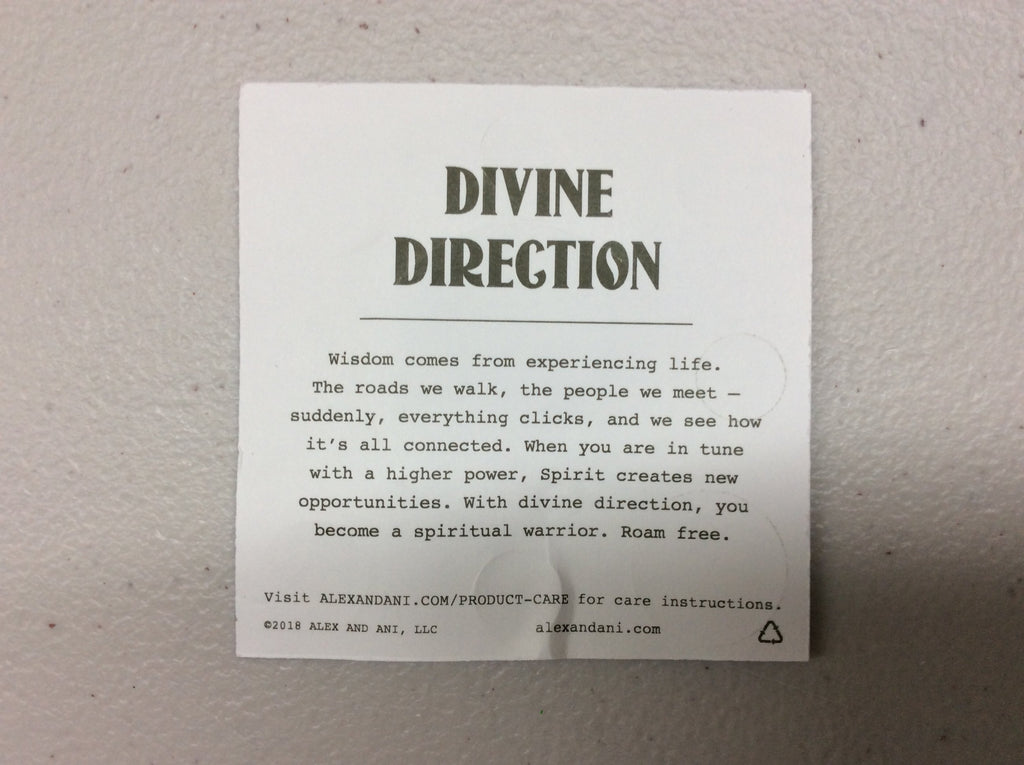 DIVINE
DIRECTION
Wisdom comes from experiencing life.
The roads we walk, the people we meet —
suddenly, everything clicks, and we see how
it's all connected. When you are in tune
with a higher power, Spirit creates new
opportunities. With divine direction, you
become a spiritual warrior. Roam free.
Visit ALEXANDANI.COM/PRODUCT-CARE for care instructions.
©2018 ALEX AND ANI, LLC alexandani.com